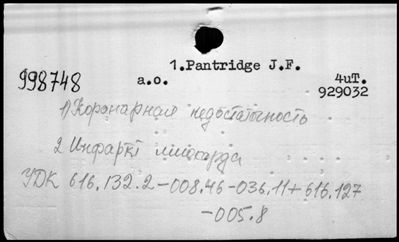 1.Pantridge J.F.
998748 a.o. 4uT.
929032
1) Коронарная недостаточность
2 Инфаркт миокарда
УДК 616.132.2-008.46-036.11+616.127
-005.8